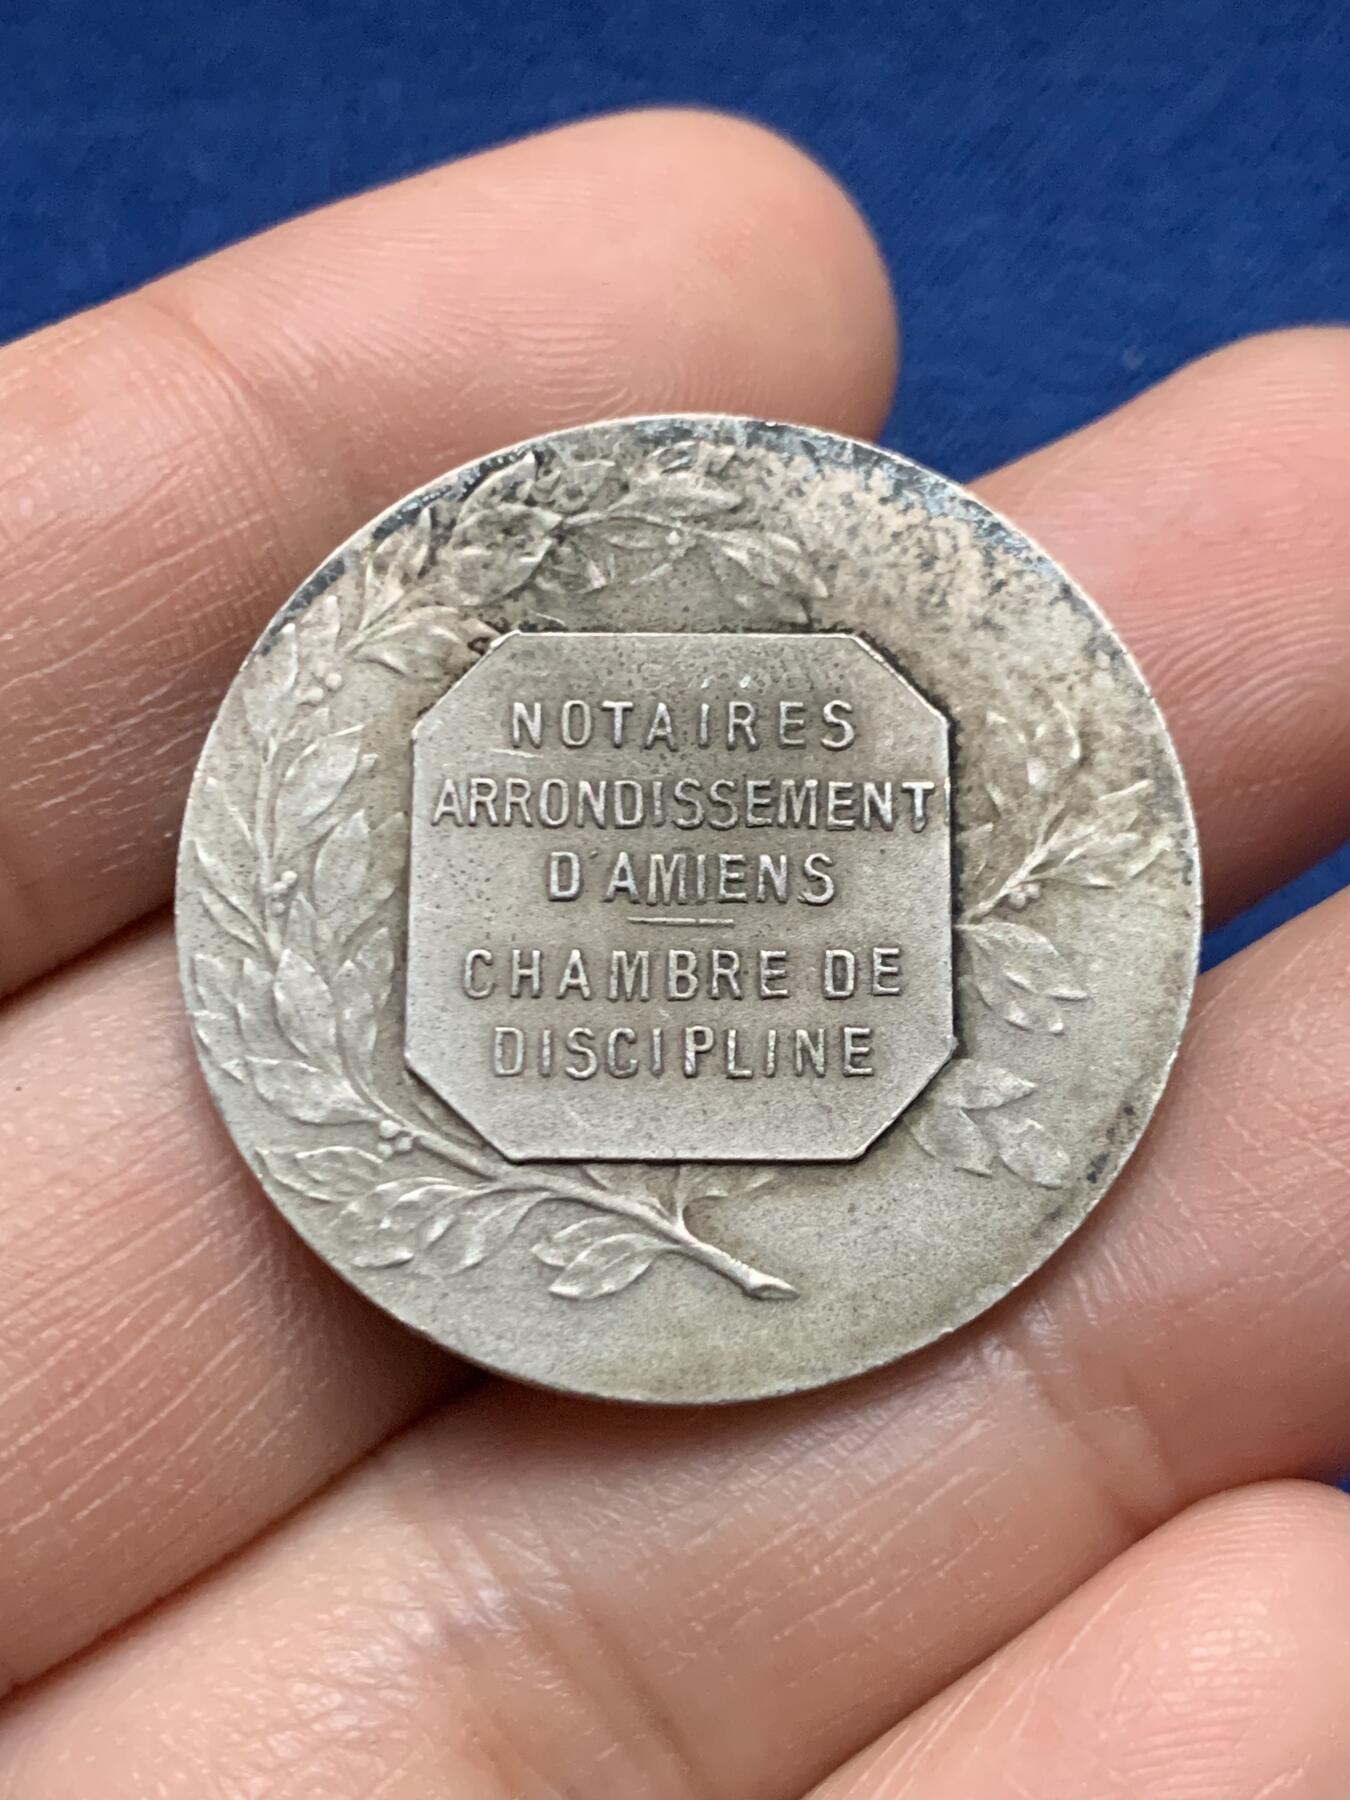 NOTAIRES
ARRONDISSEMENT
D'AMIENS
CHAMBRE DE
DISCIPLINE